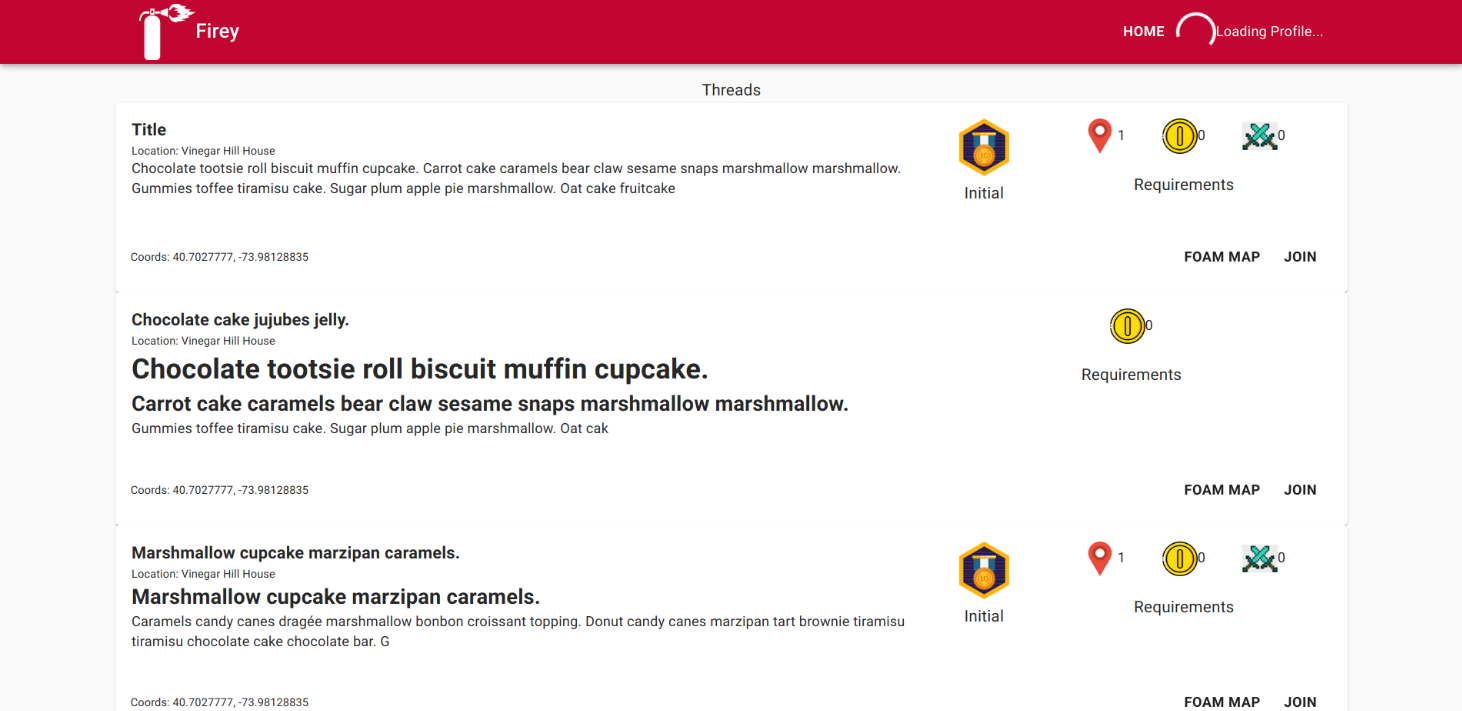 Firey
HOME Loading Profile...
Threads
Title
Location: Vinegar Hill House
Chocolate tootsie roll biscuit muffin cupcake. Carrot cake caramels bear claw sesame snaps marshmallow marshmallow.
Gummies toffee tiramisu cake. Sugar plum apple pie marshmallow. Oat cake fruitcake
10
Initial
1 0 0
Requirements
Coords: 40.7027777, -73.98128835
FOAM MAP JOIN
Chocolate cake jujubes jelly.
Location: Vinegar Hill House
Chocolate tootsie roll biscuit muffin cupcake.
Carrot cake caramels bear claw sesame snaps marshmallow marshmallow.
Gummies toffee tiramisu cake. Sugar plum apple pie marshmallow. Oat cak
0
Requirements
Coords: 40.7027777, -73.98128835
FOAM MAP JOIN
Marshmallow cupcake marzipan caramels.
Location: Vinegar Hill House
Marshmallow cupcake marzipan caramels.
Caramels candy canes dragée marshmallow bonbon croissant topping. Donut candy canes marzipan tart brownie tiramisu
tiramisu chocolate cake chocolate bar. G
10
Initial
1 0 0
Requirements
Coords: 40.7027777, -73.98128835
FOAM MAP JOIN